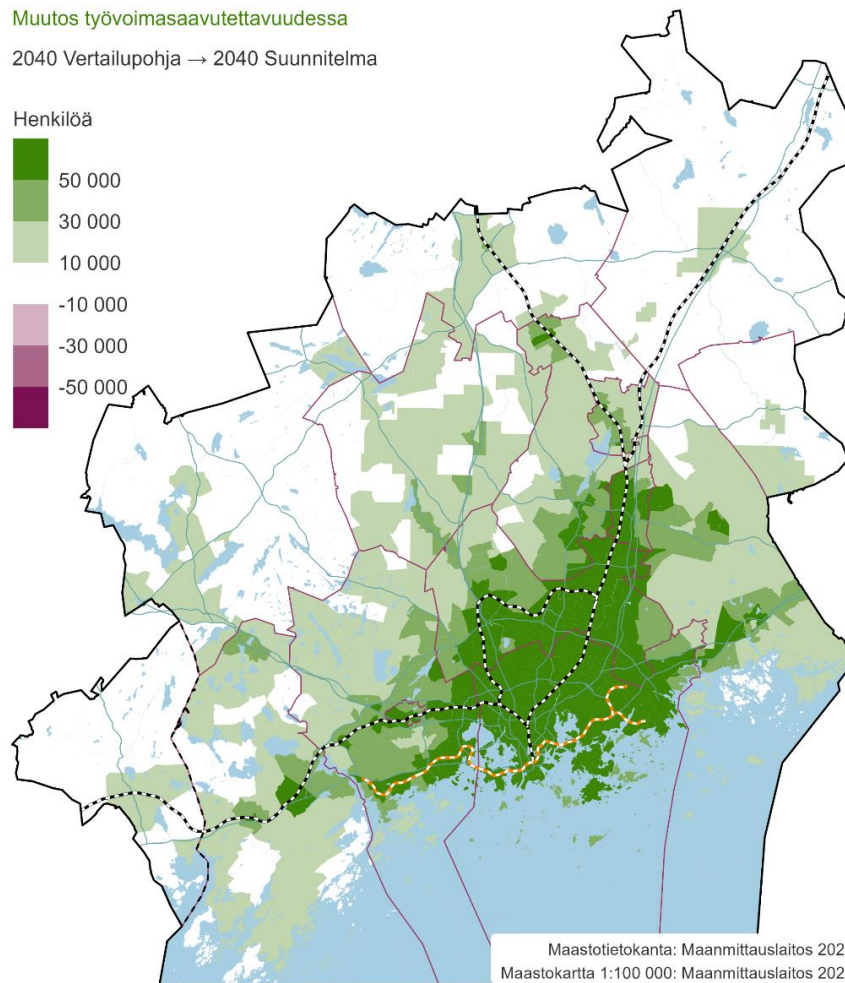 Muutos työvoimasaavutettavuudessa
2040 Vertailupohja → 2040 Suunnitelma
Henkilöä
50 000
30 000
10 000
-10 000
-30 000
-50 000
Maastotietokanta: Maanmittauslaitos 202
Maastokartta 1:100 000: Maanmittauslaitos 202